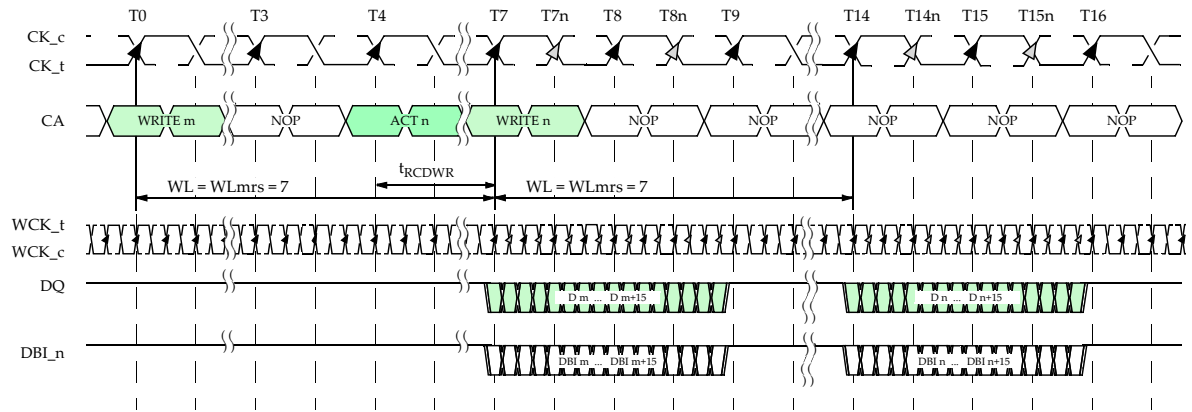 T0 T3 T4 T7 T7n T8 T8n T9 T14 T14n T15 T15n T16
CK_c
CK_t
CA WRITE m NOP ACT n WRITE n NOP NOP NOP NOP NOP
tRCDWR
WL = WLmrs = 7 WL = WLmrs = 7
WCK_t
WCK_c
DQ D m ... D m+15 D n ... D n+15
DBI_n DBI m ... DBI m+15 DBI n ... DBI n+15